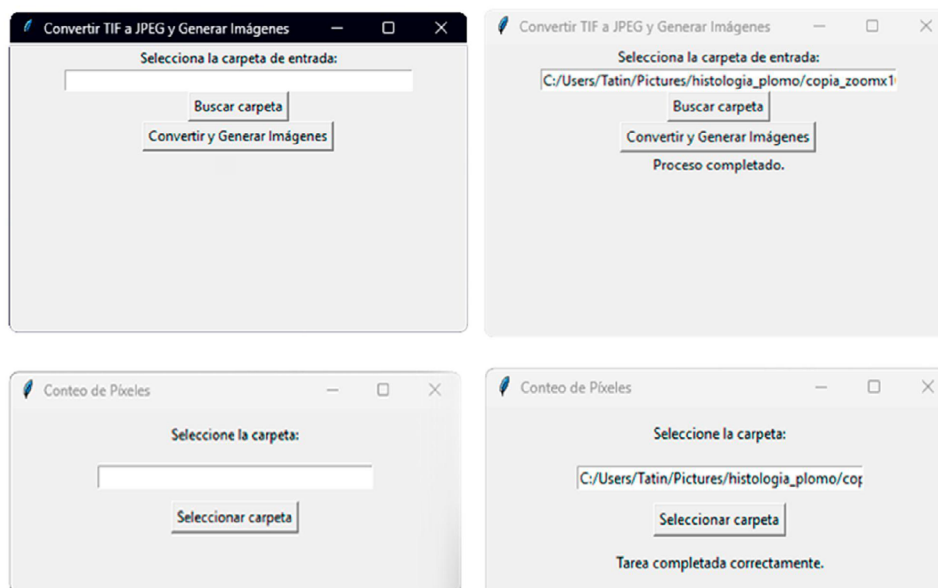 Convertir TIF a JPEG y Generar Imágenes
Selecciona la carpeta de entrada:
Buscar carpeta
Convertir y Generar Imágenes
Convertir TIF a JPEG y Generar Imágenes
Selecciona la carpeta de entrada:
C:/Users/Tatin/Pictures/histologia_plomo/copia_zoomx1
Buscar carpeta
Convertir y Generar Imágenes
Proceso completado.
Conteo de Píxeles
Seleccione la carpeta:
Seleccionar carpeta
Conteo de Píxeles
Seleccione la carpeta:
C:/Users/Tatin/Pictures/histologia_plomo/cop
Seleccionar carpeta
Tarea completada correctamente.